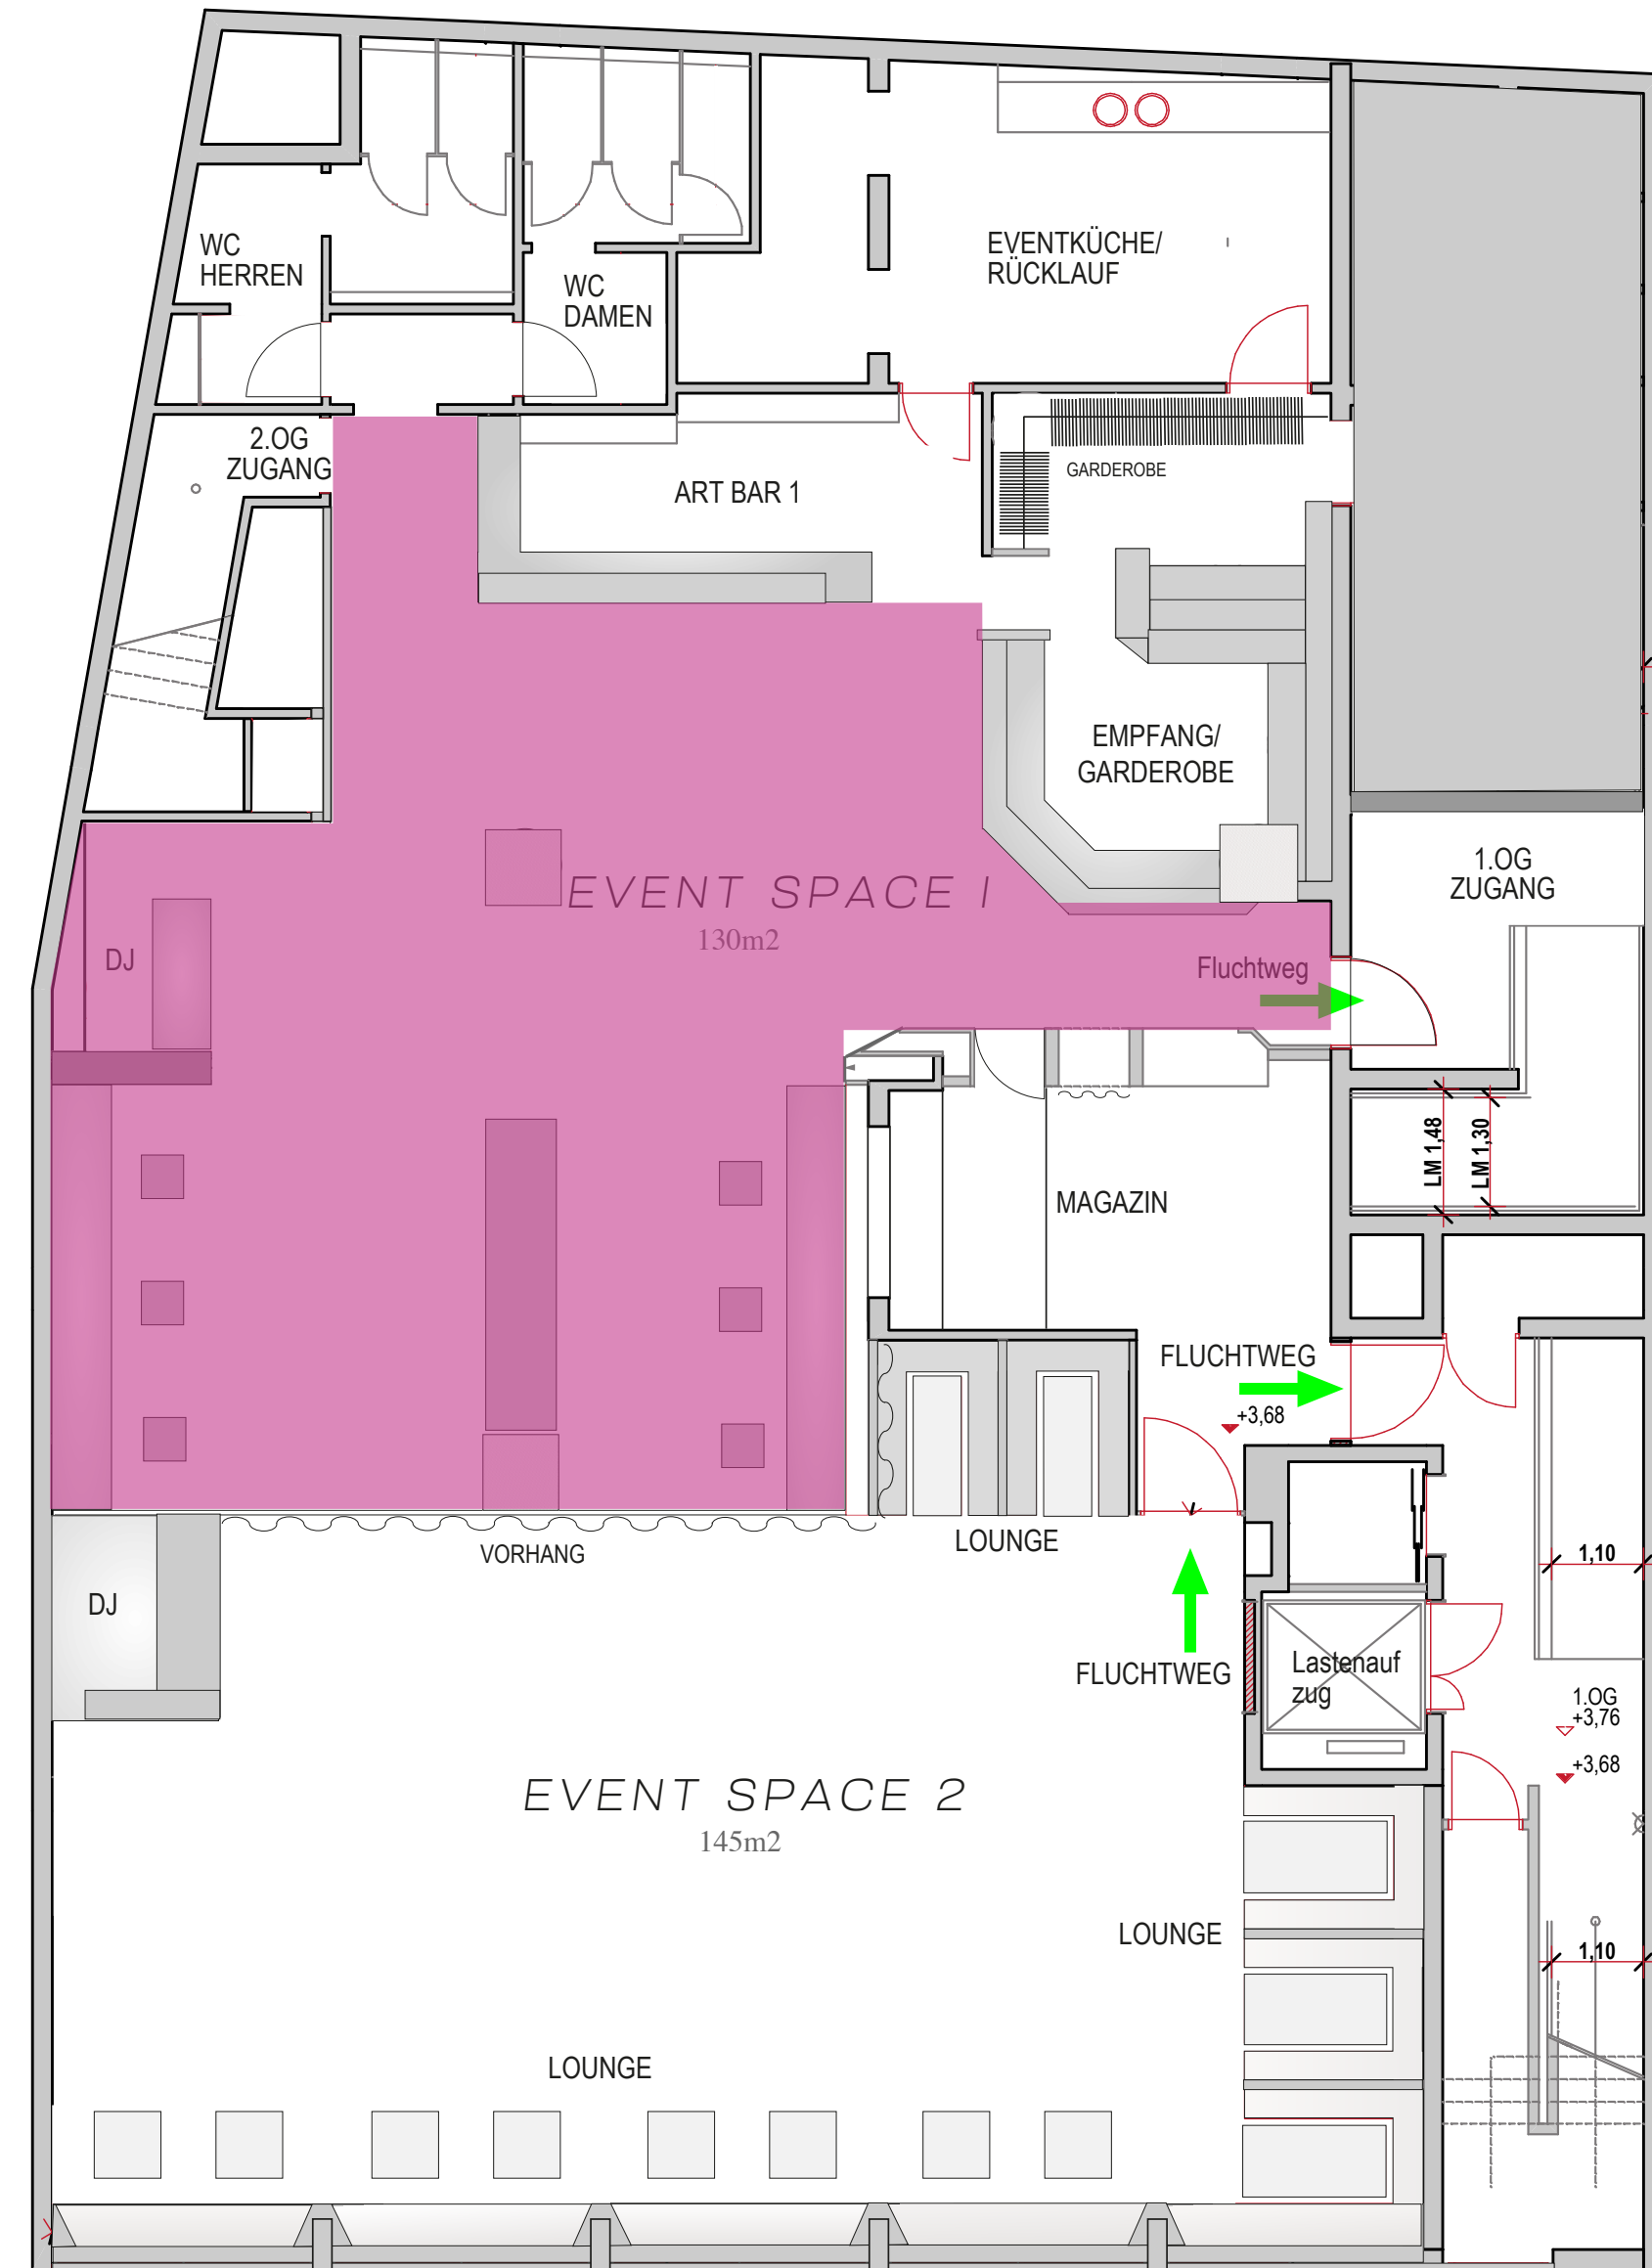 WC
HERREN
WC
DAMEN
EVENTKÜCHE/
RÜCKLAUF
2.OG
ZUGANG
ART BAR 1
GARDEROBE
EMPFANG/
GARDEROBE
1.OG
ZUGANG
EVENT SPACE 1
130m2
DJ
Fluchtweg
LM 1,48
LM 1,30
MAGAZIN
FLUCHTWEG
+3,68
VORHANG
LOUNGE
DJ
1,10
FLUCHTWEG
Lastenauf
zug
1.OG
+3,76
+3,68
EVENT SPACE 2
145m2
LOUNGE
1,10
LOUNGE